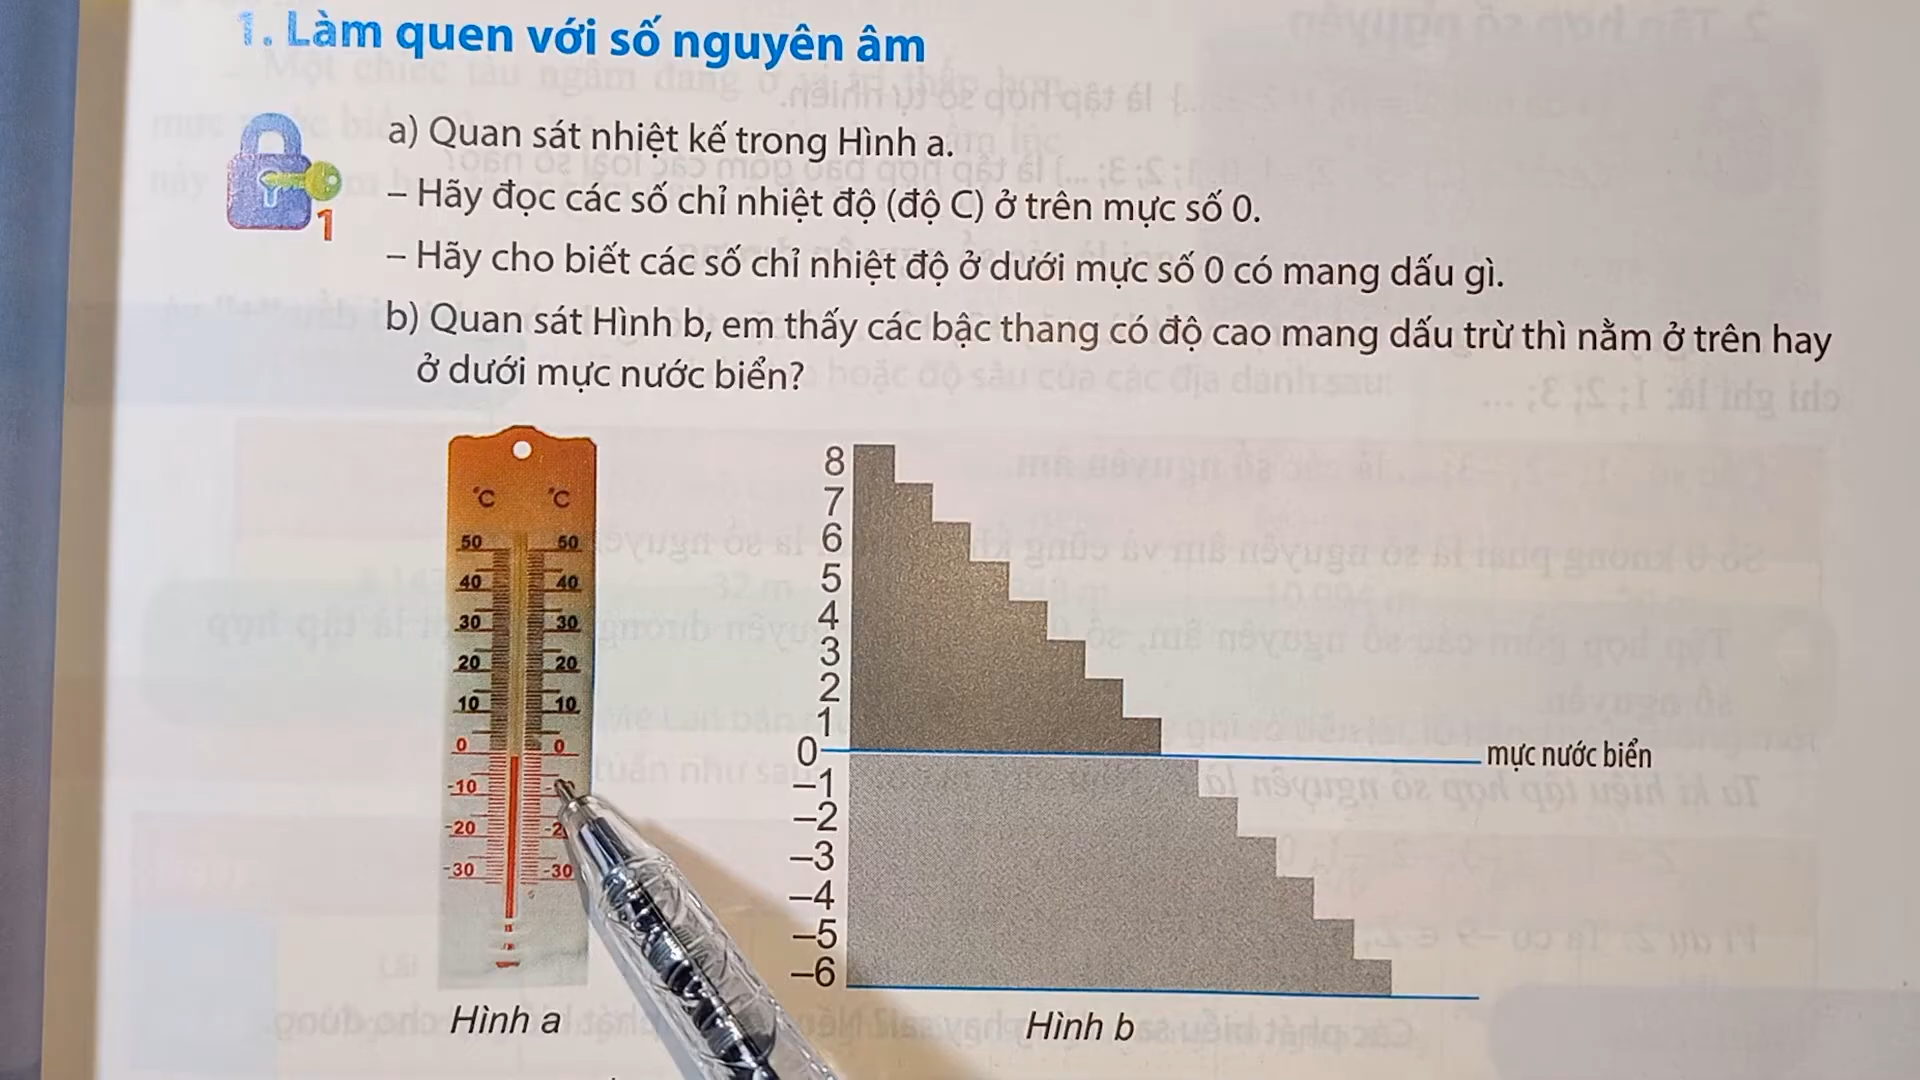 1. Làm quen với số nguyên âm
a) Quan sát nhiệt kế trong Hình a.
– Hãy đọc các số chỉ nhiệt độ (độ C) ở trên mực số 0.
1
– Hãy cho biết các số chỉ nhiệt độ ở dưới mực số 0 có mang dấu gì.
b) Quan sát Hình b, em thấy các bậc thang có độ cao mang dấu trừ thì nằm ở trên hay
ở dưới mực nước biển?
°C °C
50 50
40 40
30 30
20 20
10 10
0 0
-10
-20
-30 -30
Hình a
8
7
6
5
4
3
2
1
0 mực nước biển
–1
–2
–3
–4
–5
–6
Hình b